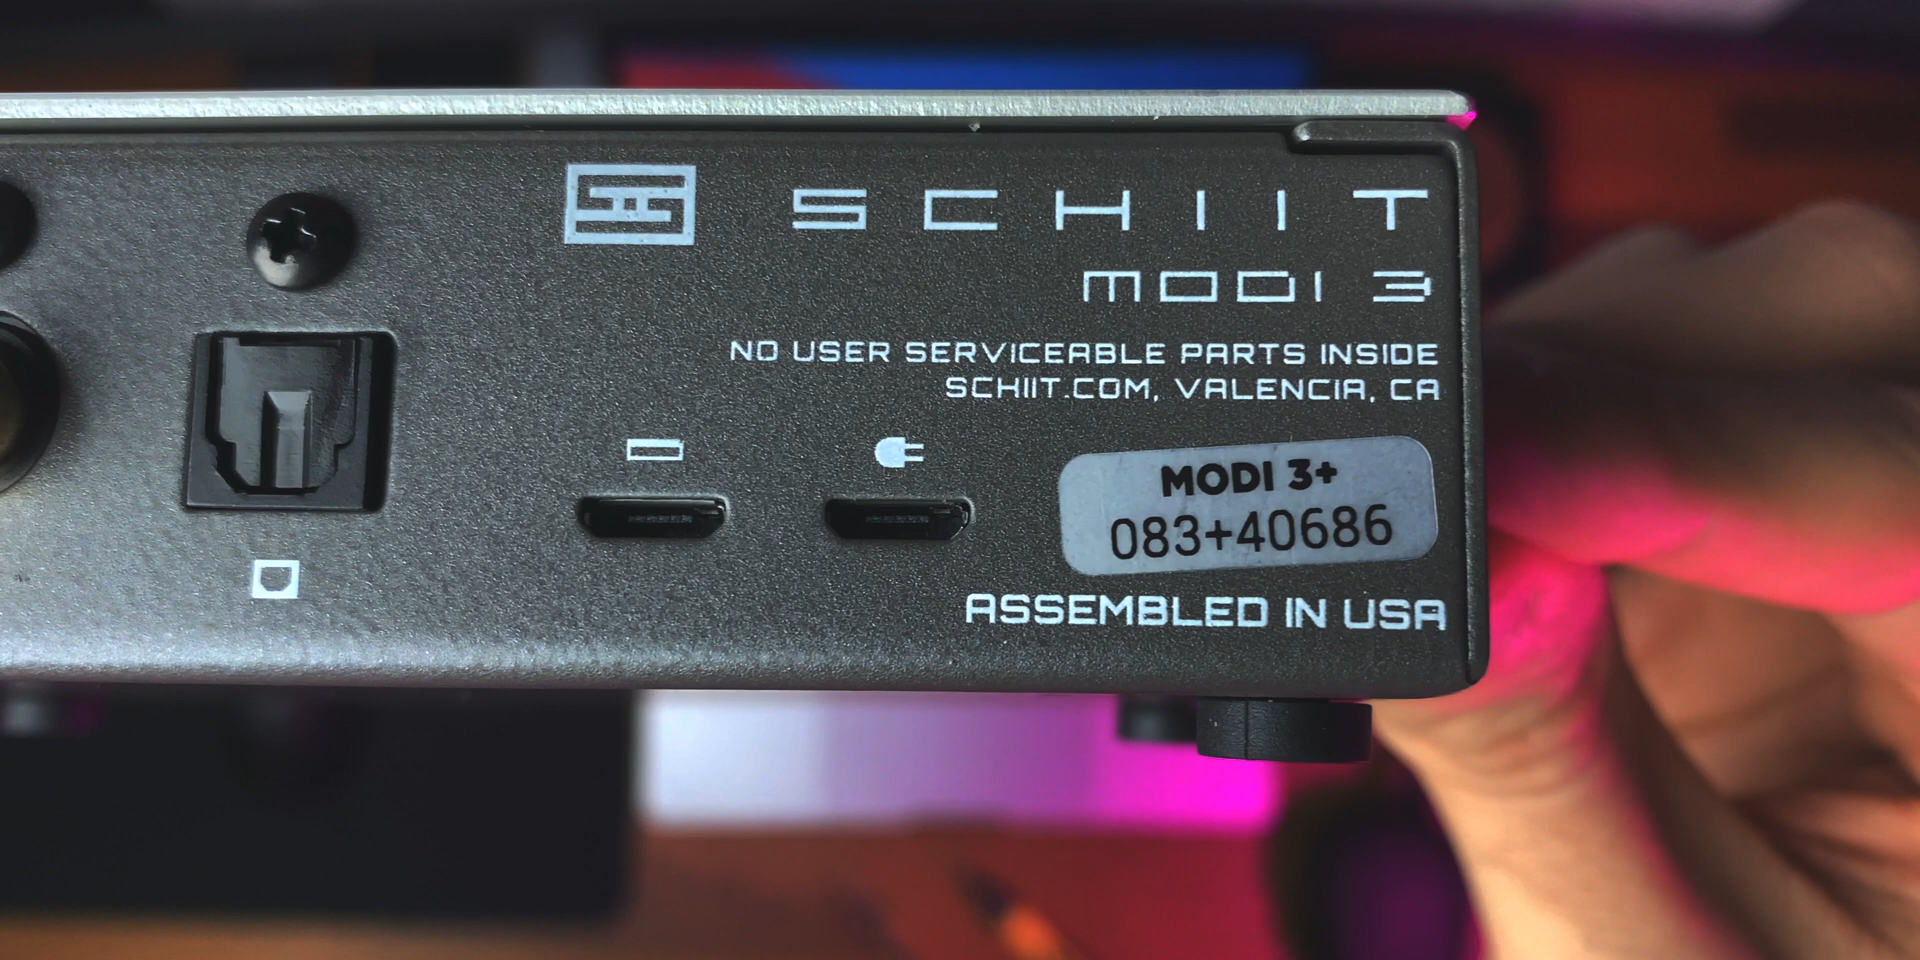 SCHIIT
MODI 3
NO USER SERVICEABLE PARTS INSIDE
SCHIIT.COM, VALENCIA, CA
MODI 3+
083+40686
ASSEMBLED IN USA